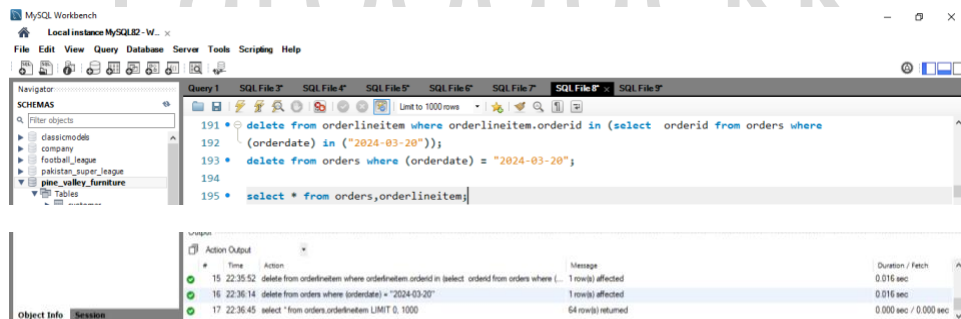 MySQL Workbench
Local instance MySQL82 - W... ×
File Edit View Query Database Server Tools Scripting Help
Navigator
Query 1 SQL File 3* SQL File 4* SQL File 5* SQL File 6* SQL File 7* SQL File 8* × SQL File 9*
SCHEMAS
Limit to 1000 rows
Filter objects
classicmodels
company
football_league
pakistan_super_league
pine_valley_furniture
Tables
customer
191 delete from orderlineitem where orderlineitem.orderid in (select orderid from orders where
192 (orderdate) in ("2024-03-20"));
193 delete from orders where (orderdate) = "2024-03-20";
194
195 select * from orders,orderlineitem;
Output
Action Output
# Time Action Message Duration / Fetch
15 22:35:52 delete from orderlineitem where orderlineitem.orderid in (select orderid from orders where (... 1 row(s) affected 0.016 sec
16 22:36:14 delete from orders where (orderdate) = "2024-03-20" 1 row(s) affected 0.016 sec
17 22:36:45 select * from orders,orderlineitem LIMIT 0, 1000 64 row(s) returned 0.000 sec / 0.000 sec
Object Info Session